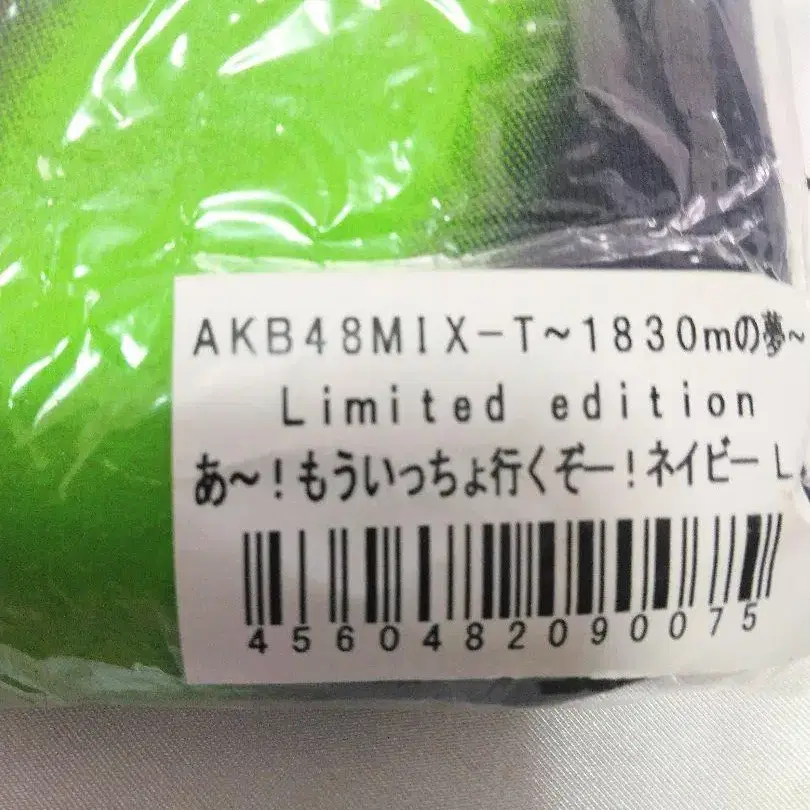 AKB48MIX-T~1830mの夢~
Limited edition
あ~!もういっちょ行くぞー!ネイビー L
4560482090075